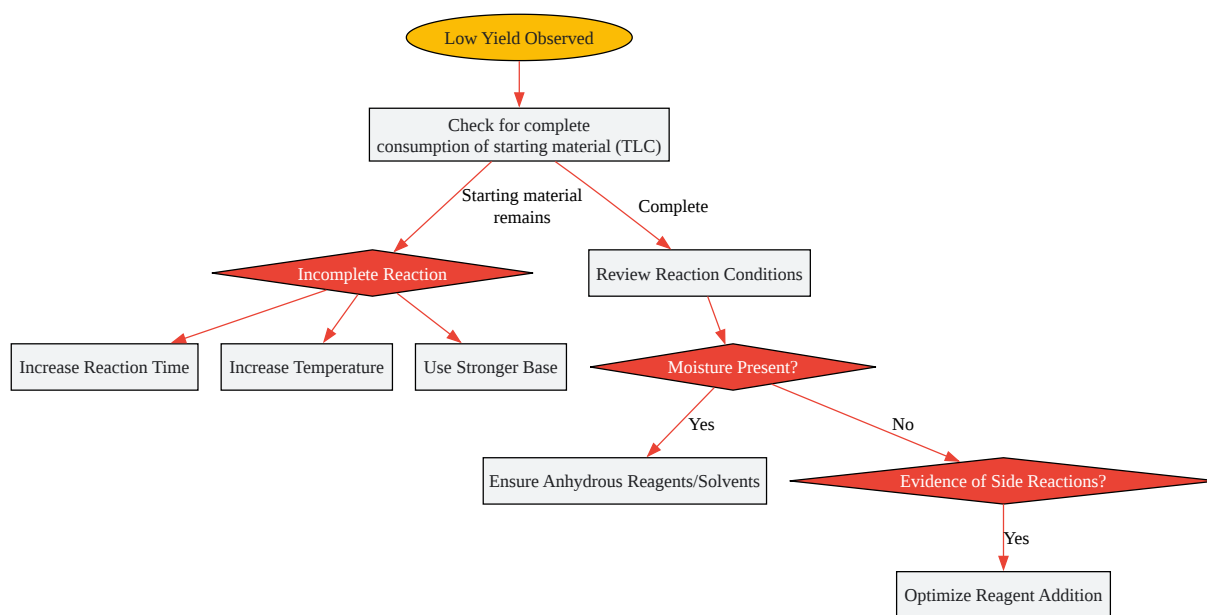 Low Yield Observed
Check for complete
consumption of starting material (TLC)
Starting material
remains
Complete
Incomplete Reaction
Review Reaction Conditions
Increase Reaction Time
Increase Temperature
Use Stronger Base
Moisture Present?
Yes
No
Ensure Anhydrous Reagents/Solvents
Evidence of Side Reactions?
Yes
Optimize Reagent Addition